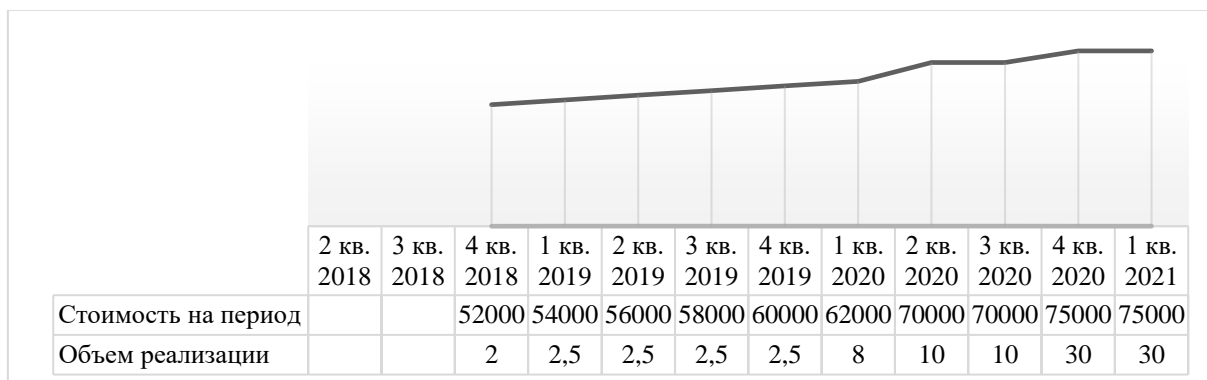 2 кв. 3 кв. 4 кв. 1 кв. 2 кв. 3 кв. 4 кв. 1 кв. 2 кв. 3 кв. 4 кв. 1 кв.
2018 2018 2018 2019 2019 2019 2019 2020 2020 2020 2020 2021
Стоимость на период 52000 54000 56000 58000 60000 62000 70000 70000 75000 75000
Объем реализации 2 2,5 2,5 2,5 2,5 8 10 10 30 30